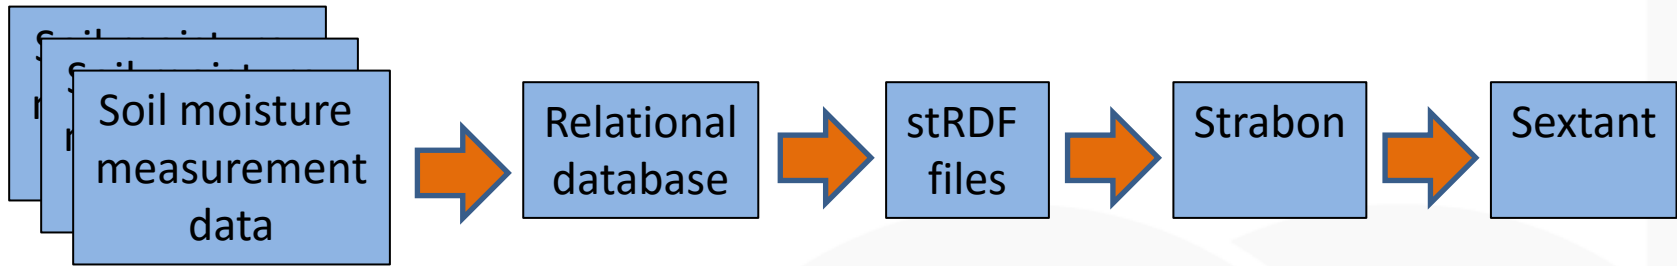 Soil moisture
measurement
data
Relational
database
stRDF
files
Strabon
Sextant